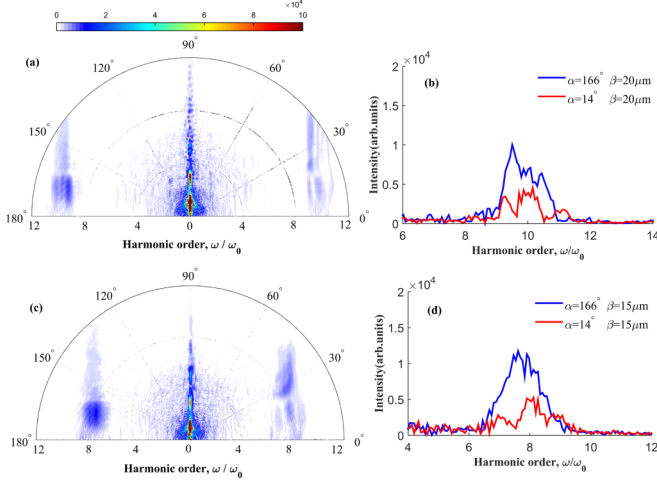 ×10⁴
0 2 4 6 8 10
(a)
90°
120° 60°
150° 30°
180° 0°
12 8 4 0 4 8 12
Harmonic order, ω / ω₀
(b)
×10⁴
2
1.5
1
0.5
0
6 8 10 12 14
Intensity(arb.units)
Harmonic order, ω/ω₀
α=166° β=20μm
α=14° β=20μm
(c)
90°
120° 60°
150° 30°
180° 0°
12 8 4 0 4 8 12
Harmonic order, ω / ω₀
(d)
×10⁴
2
1.5
1
0.5
0
4 6 8 10 12
Intensity(arb.units)
Harmonic order, ω/ω₀
α=166° β=15μm
α=14° β=15μm